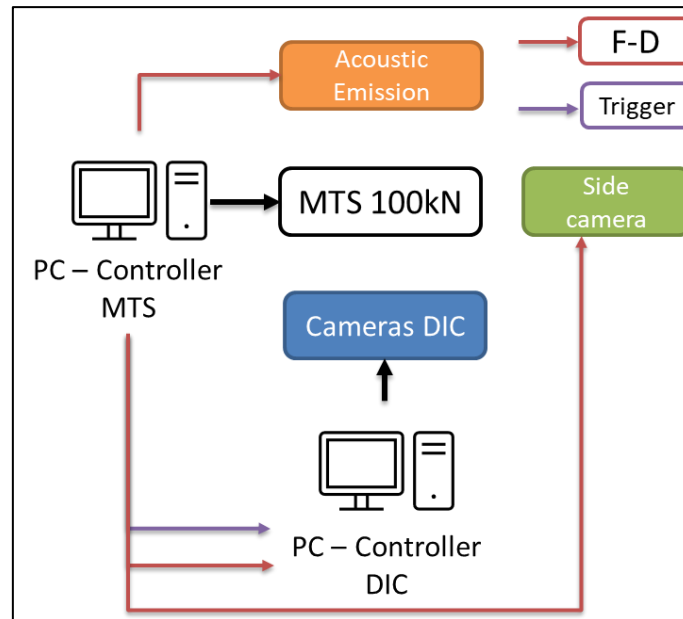 Acoustic
Emission
F-D
Trigger
MTS 100kN
Side
camera
PC – Controller
MTS
Cameras DIC
PC – Controller
DIC